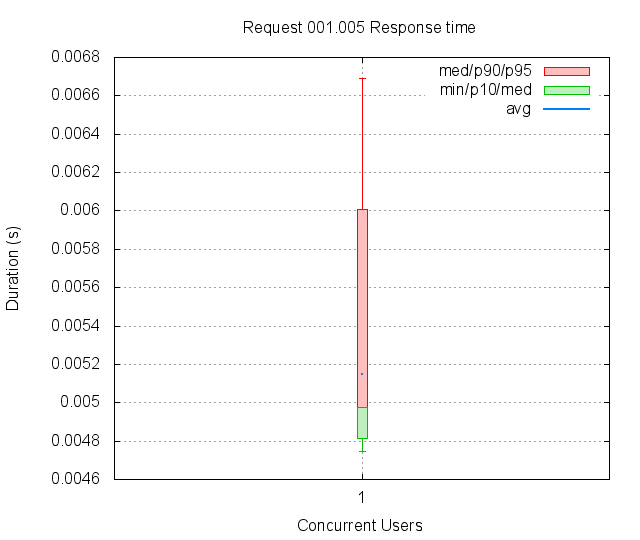 Request 001.005 Response time
0.0068
med/p90/p95
min/p10/med
avg
0.0066
0.0064
0.0062
0.006
0.0058
0.0056
0.0054
0.0052
0.005
0.0048
0.0046
Duration (s)
1
Concurrent Users